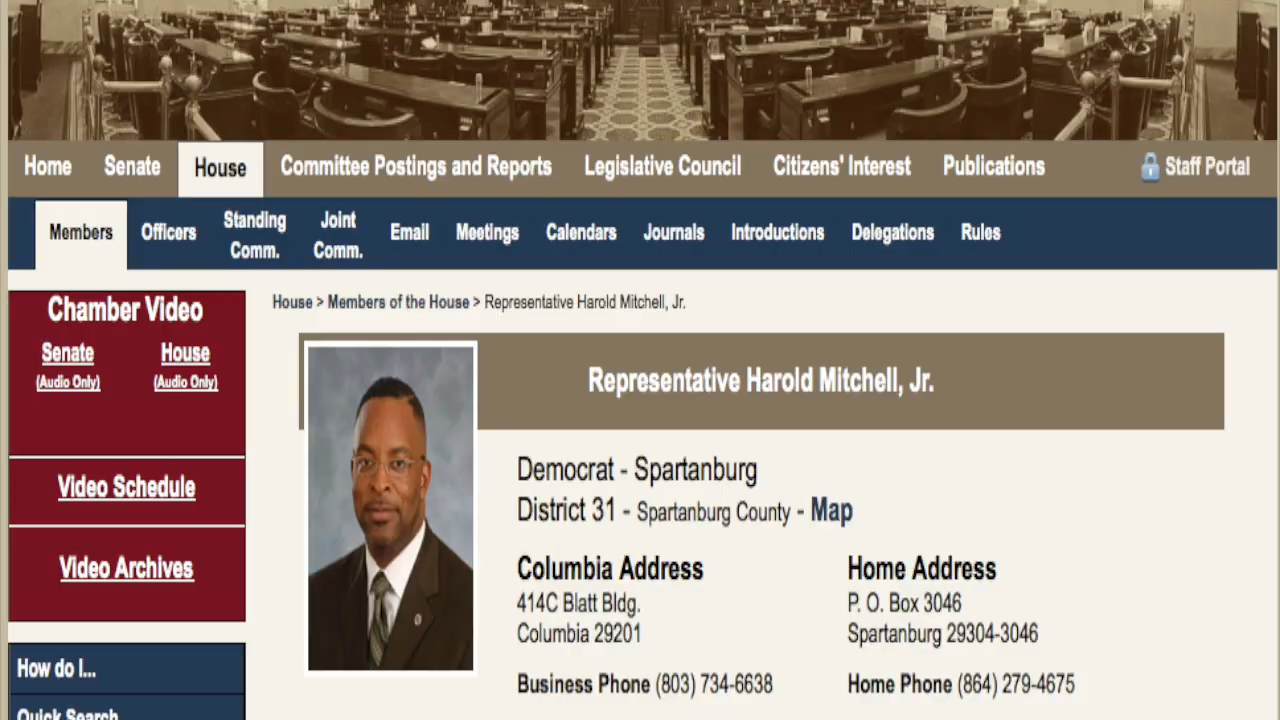 Home Senate House Committee Postings and Reports Legislative Council Citizens' Interest Publications Staff Portal
Members Officers Standing Comm. Joint Comm. Email Meetings Calendars Journals Introductions Delegations Rules
Chamber Video
Senate House
(Audio Only) (Audio Only)
Video Schedule
Video Archives
How do I...
Quick Search
House > Members of the House > Representative Harold Mitchell, Jr.
Representative Harold Mitchell, Jr.
Democrat - Spartanburg
District 31 - Spartanburg County - Map
Columbia Address
414C Blatt Bldg.
Columbia 29201
Business Phone (803) 734-6638
Home Address
P. O. Box 3046
Spartanburg 29304-3046
Home Phone (864) 279-4675